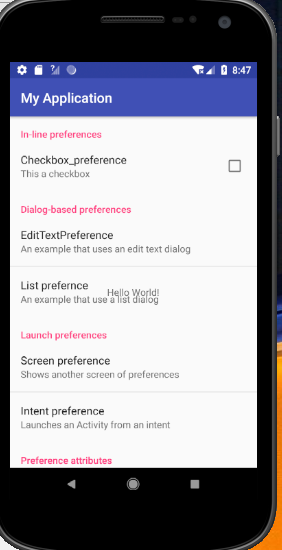 8:47
My Application
In-line preferences
Checkbox_preference
This a checkbox
Dialog-based preferences
EditTextPreference
An example that uses an edit text dialog
List prefernce
Hello World!
An example that use a list dialog
Launch preferences
Screen preference
Shows another screen of preferences
Intent preference
Launches an Activity from an intent
Preference attributes